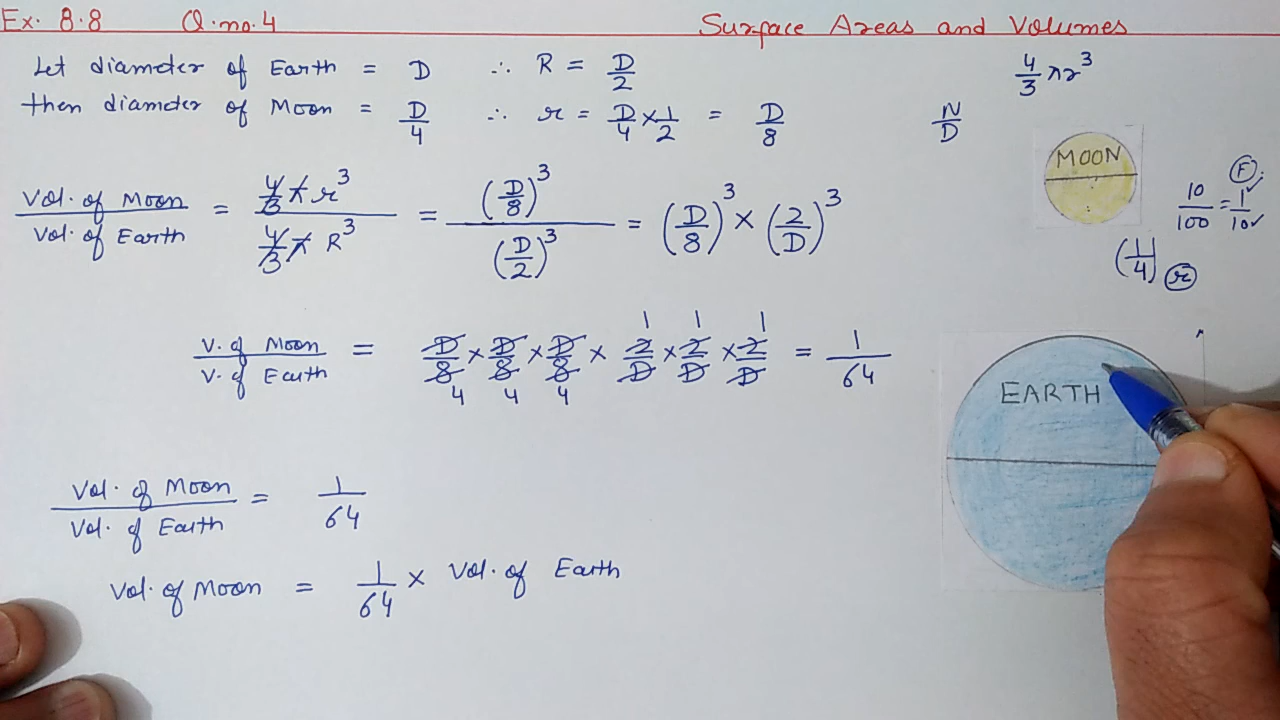 Ex. 8.8 Q.no.4 Surface Areas and Volumes
Let diameter of Earth = D ∴ R = D/2
then diameter of Moon = D/4 ∴ r = D/4 × 1/2 = D/8
4/3 πr³
N/D
MOON
Vol. of Moon / Vol. of Earth = 4/3 π r³ / 4/3 π R³ = (D/8)³ / (D/2)³ = (D/8)³ × (2/D)³
F.
10/100 = 1/10
(1/4) r
V. of Moon / V. of Earth = D/8 × D/8 × D/8 × 2/D × 2/D × 2/D = 1/64
1 1 1
4 4 4
EARTH
Vol. of Moon / Vol. of Earth = 1/64
Vol. of Moon = 1/64 × Vol. of Earth